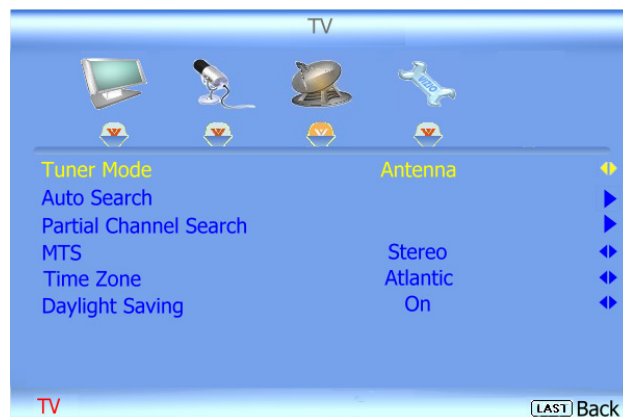 TV
VIZIO
Tuner Mode Antenna
Auto Search
Partial Channel Search
MTS Stereo
Time Zone Atlantic
Daylight Saving On
TV LAST Back